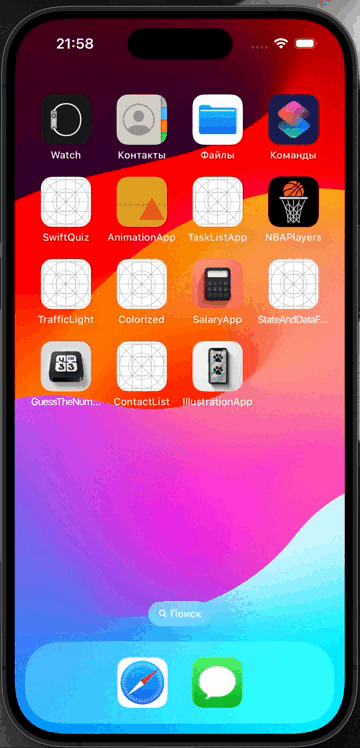 21:58
Watch
Контакты
Файлы
Команды
SwiftQuiz
AnimationApp
TaskListApp
NBAPlayers
TrafficLight
Colorized
SalaryApp
StateAndDataF...
GuessTheNum...
ContactList
IllustrationApp
Поиск